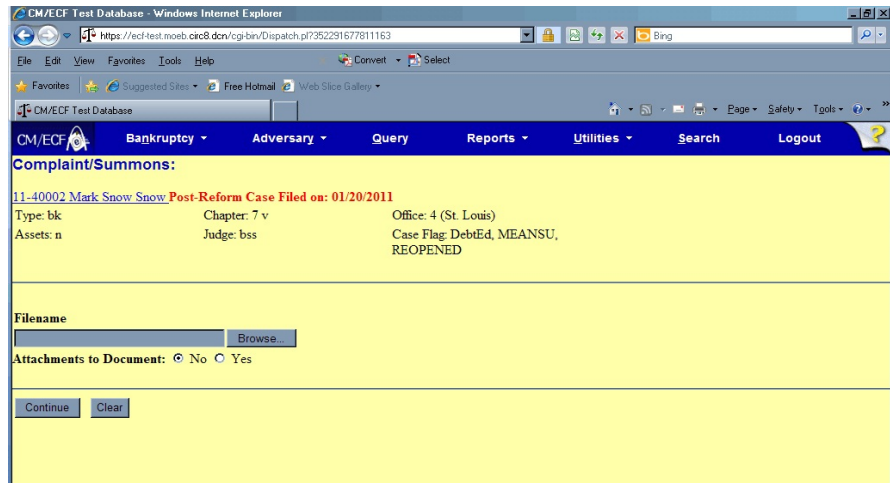 CM/ECF Test Database - Windows Internet Explorer
https://ecf-test.moeb.circ8.dcn/cgi-bin/Dispatch.pl?352291677811163
Bing
File Edit View Favorites Tools Help
Convert Select
Favorites Suggested Sites Free Hotmail Web Slice Gallery
CM/ECF Test Database
Page Safety Tools »
CM/ECF Bankruptcy Adversary Query Reports Utilities Search Logout ?
Complaint/Summons:
11-40002 Mark Snow Snow Post-Reform Case Filed on: 01/20/2011
Type: bk Chapter: 7 v Office: 4 (St. Louis)
Assets: n Judge: bss Case Flag: DebtEd, MEANSU,
REOPENED
Filename
Browse...
Attachments to Document: No Yes
Continue Clear